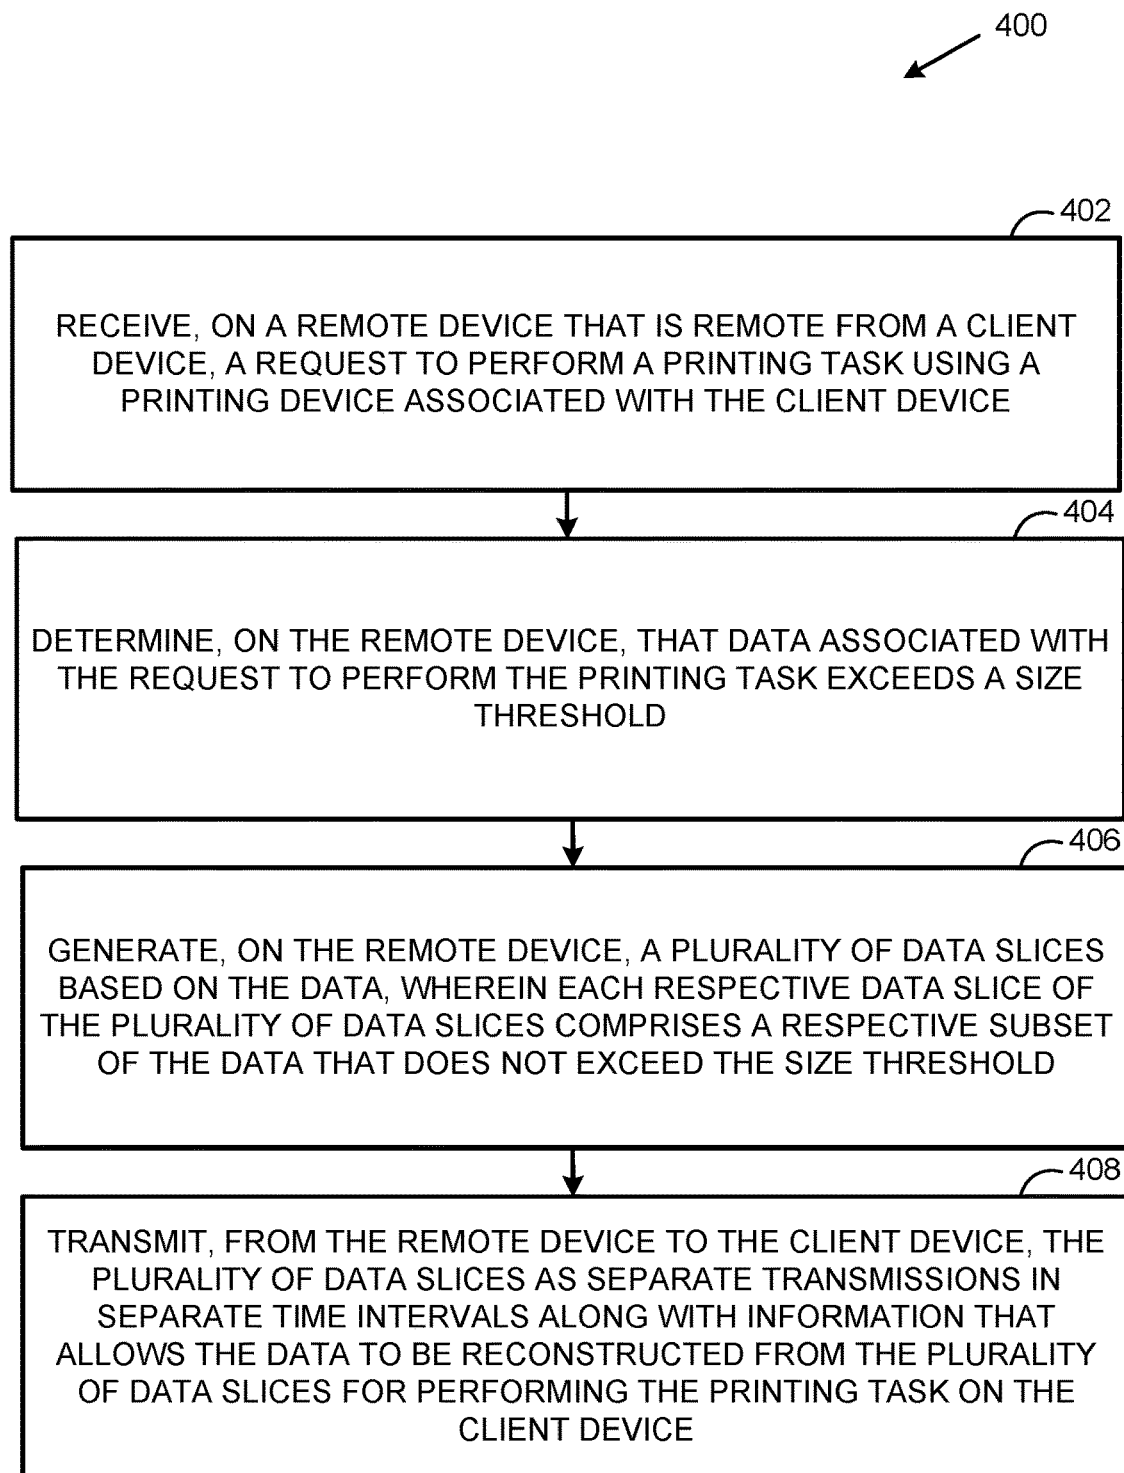 400
402
RECEIVE, ON A REMOTE DEVICE THAT IS REMOTE FROM A CLIENT
DEVICE, A REQUEST TO PERFORM A PRINTING TASK USING A
PRINTING DEVICE ASSOCIATED WITH THE CLIENT DEVICE
404
DETERMINE, ON THE REMOTE DEVICE, THAT DATA ASSOCIATED WITH
THE REQUEST TO PERFORM THE PRINTING TASK EXCEEDS A SIZE
THRESHOLD
406
GENERATE, ON THE REMOTE DEVICE, A PLURALITY OF DATA SLICES
BASED ON THE DATA, WHEREIN EACH RESPECTIVE DATA SLICE OF
THE PLURALITY OF DATA SLICES COMPRISES A RESPECTIVE SUBSET
OF THE DATA THAT DOES NOT EXCEED THE SIZE THRESHOLD
408
TRANSMIT, FROM THE REMOTE DEVICE TO THE CLIENT DEVICE, THE
PLURALITY OF DATA SLICES AS SEPARATE TRANSMISSIONS IN
SEPARATE TIME INTERVALS ALONG WITH INFORMATION THAT
ALLOWS THE DATA TO BE RECONSTRUCTED FROM THE PLURALITY
OF DATA SLICES FOR PERFORMING THE PRINTING TASK ON THE
CLIENT DEVICE